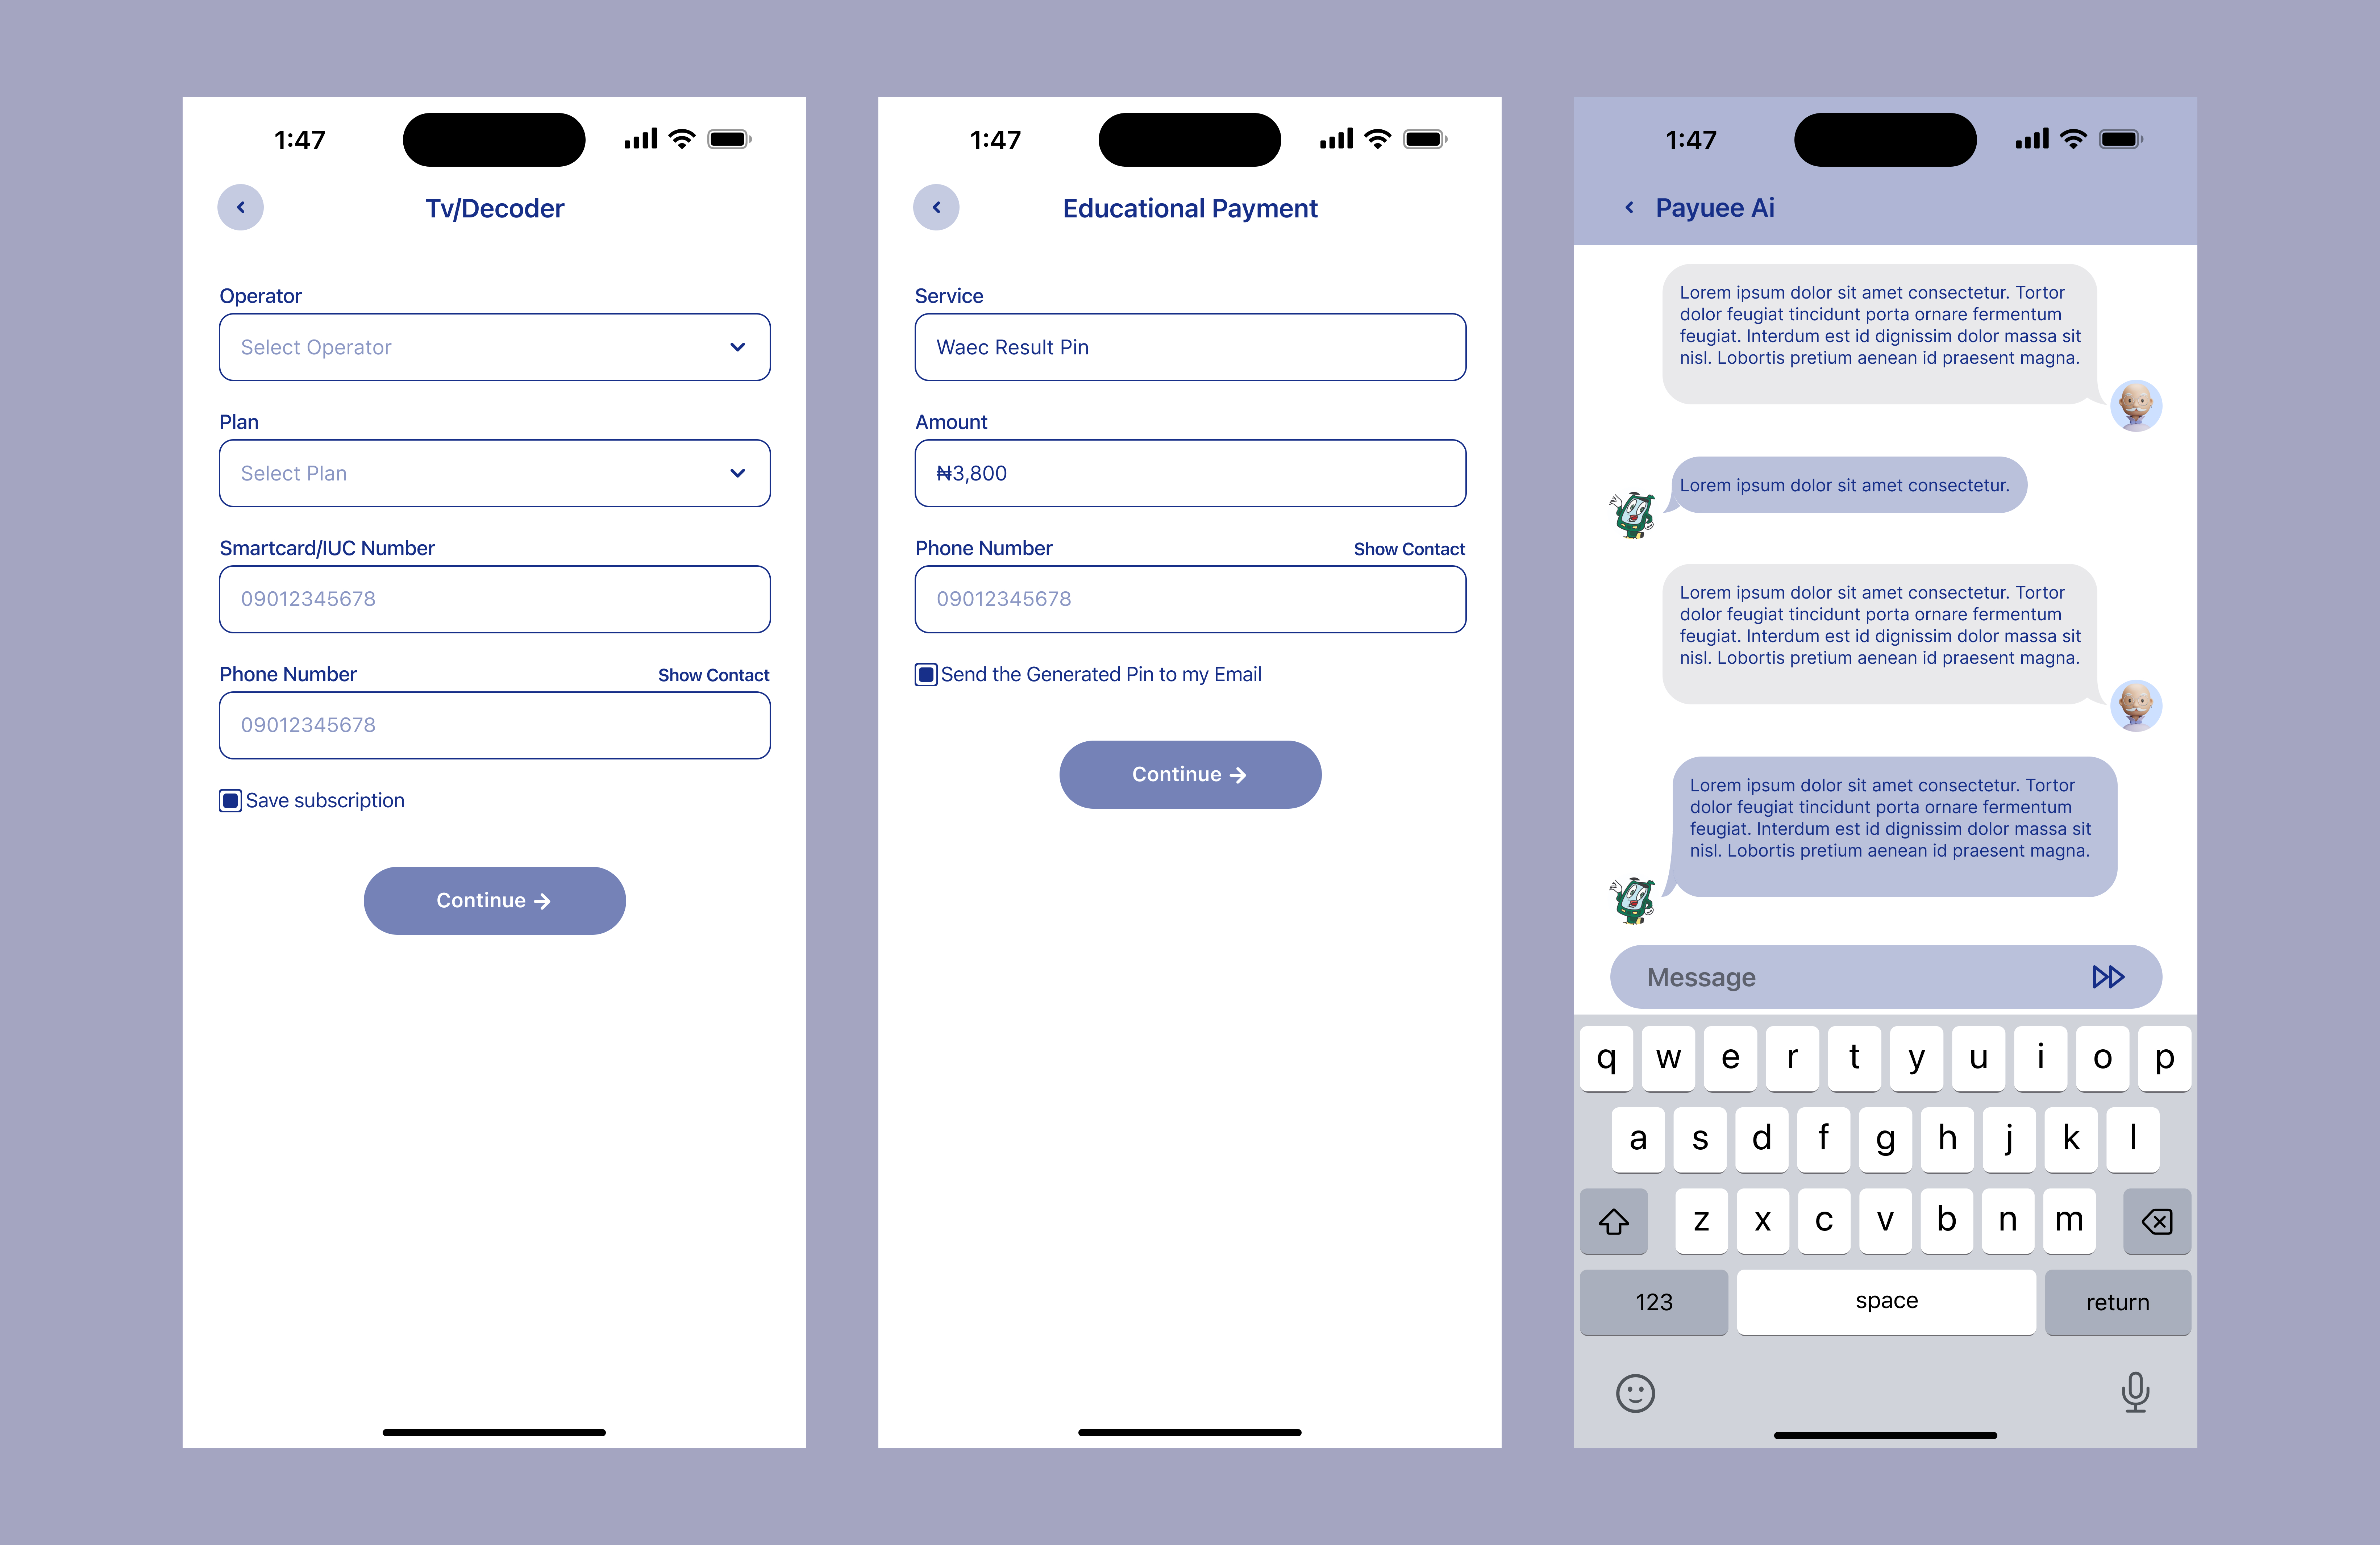 1:47
Tv/Decoder
Operator
Select Operator
Plan
Select Plan
Smartcard/IUC Number
09012345678
Phone Number
Show Contact
09012345678
Save subscription
Continue
1:47
Educational Payment
Service
Waec Result Pin
Amount
₦3,800
Phone Number
Show Contact
09012345678
Send the Generated Pin to my Email
Continue
1:47
Payuee Ai
Lorem ipsum dolor sit amet consectetur. Tortor
dolor feugiat tincidunt porta ornare fermentum
feugiat. Interdum est id dignissim dolor massa sit
nisl. Lobortis pretium aenean id praesent magna.
Lorem ipsum dolor sit amet consectetur.
Lorem ipsum dolor sit amet consectetur. Tortor
dolor feugiat tincidunt porta ornare fermentum
feugiat. Interdum est id dignissim dolor massa sit
nisl. Lobortis pretium aenean id praesent magna.
Lorem ipsum dolor sit amet consectetur. Tortor
dolor feugiat tincidunt porta ornare fermentum
feugiat. Interdum est id dignissim dolor massa sit
nisl. Lobortis pretium aenean id praesent magna.
Message
q w e r t y u i o p
a s d f g h j k l
z x c v b n m
123 space return